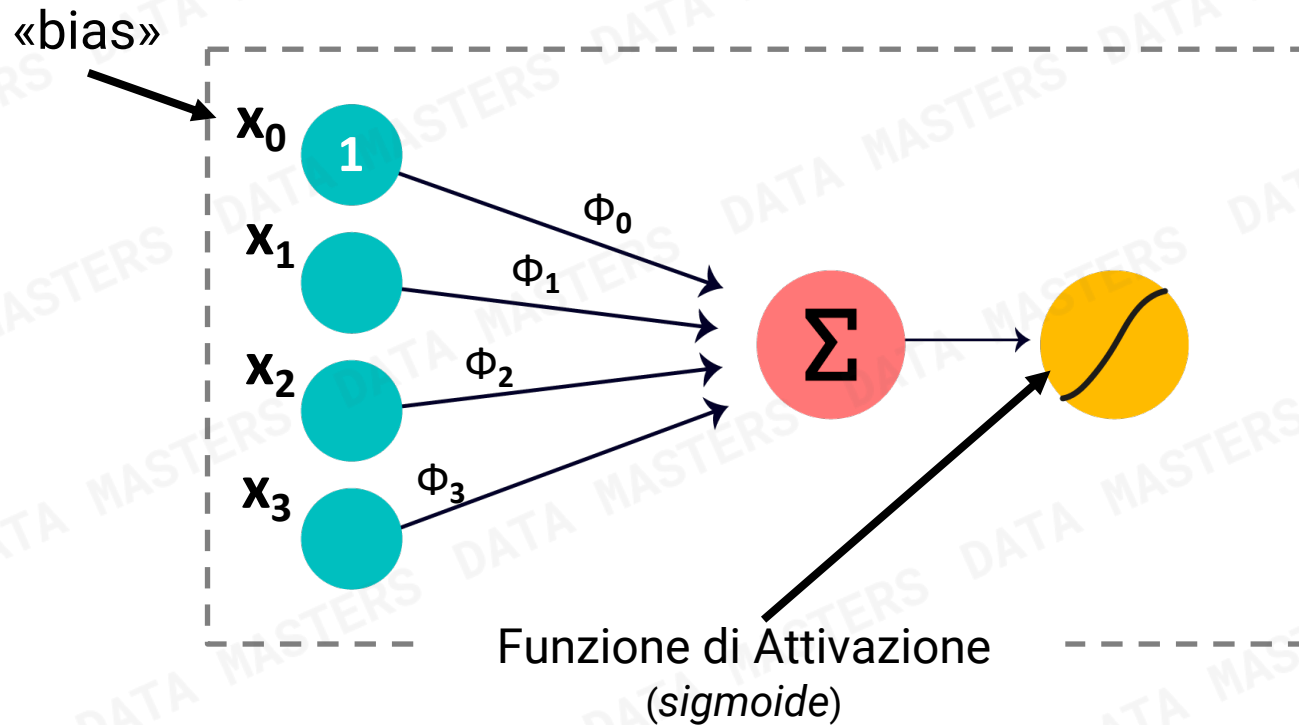 «bias»
x₀
1
Φ₀
x₁
Φ₁
x₂
Φ₂
x₃
Φ₃
Σ
Funzione di Attivazione
(sigmoide)
DATA MASTERS